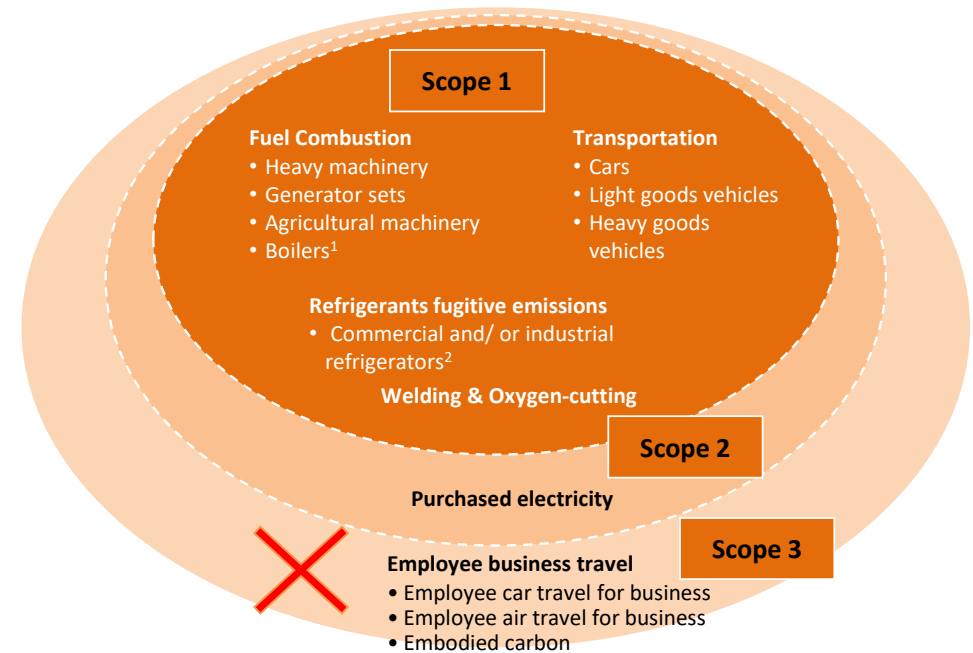 Scope 1
Fuel Combustion
• Heavy machinery
• Generator sets
• Agricultural machinery
• Boilers¹
Transportation
• Cars
• Light goods vehicles
• Heavy goods
vehicles
Refrigerants fugitive emissions
• Commercial and/ or industrial
refrigerators²
Welding & Oxygen-cutting
Scope 2
Purchased electricity
Scope 3
Employee business travel
• Employee car travel for business
• Employee air travel for business
• Embodied carbon